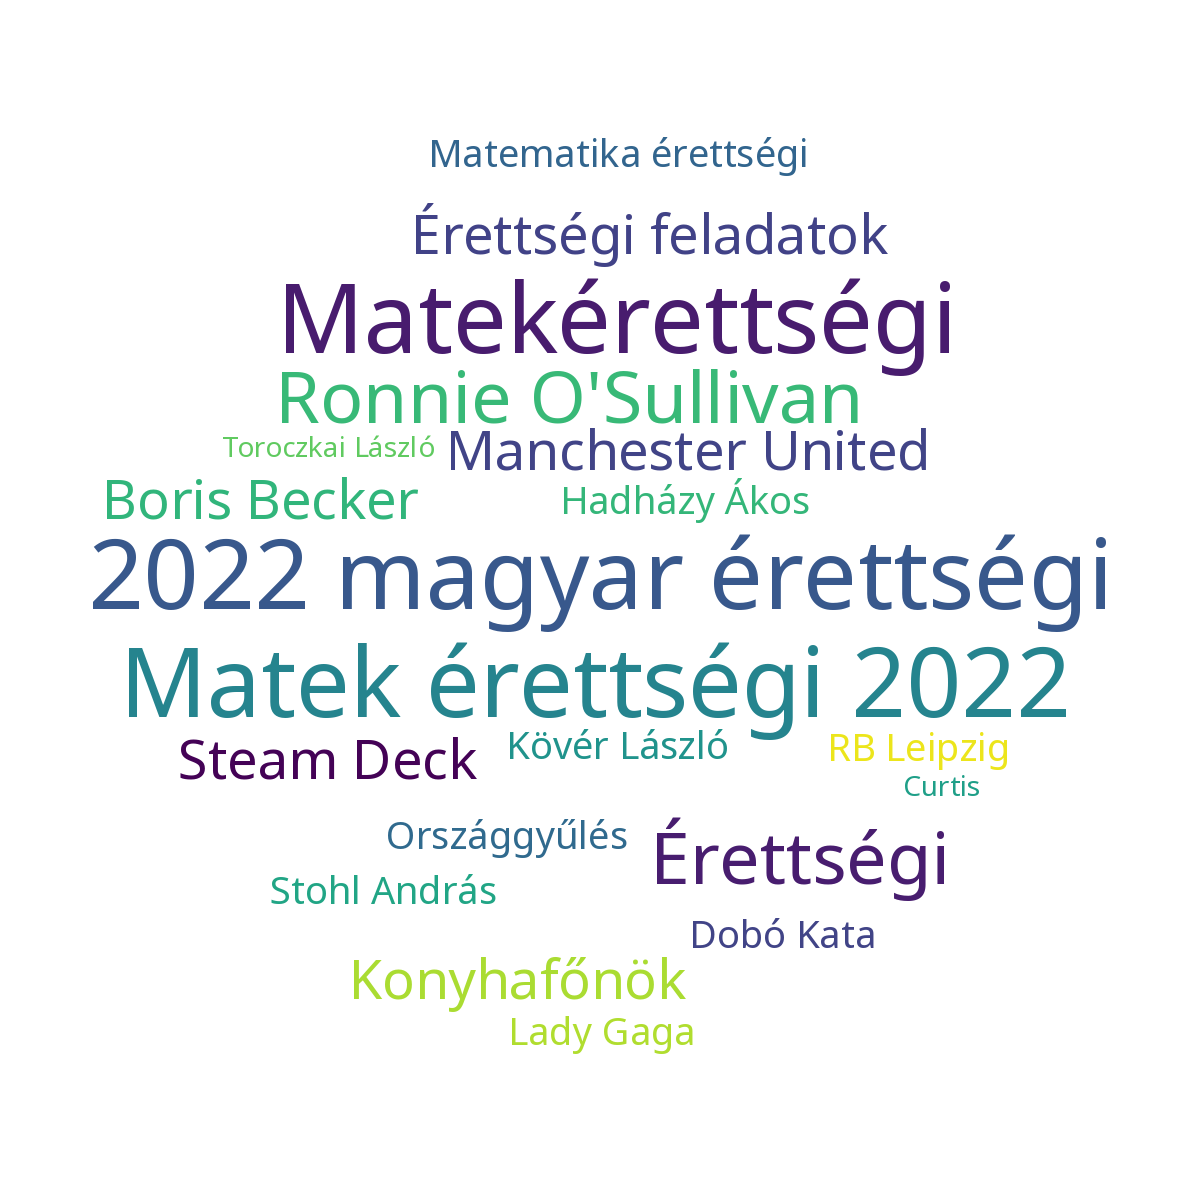 Matematika érettségi
Érettségi feladatok
Matekérettségi
Ronnie O'Sullivan
Toroczkai László
Manchester United
Boris Becker
Hadházy Ákos
2022 magyar érettségi
Matek érettségi 2022
Steam Deck
Kövér László
RB Leipzig
Curtis
Országgyűlés
Érettségi
Stohl András
Dobó Kata
Konyhafőnök
Lady Gaga